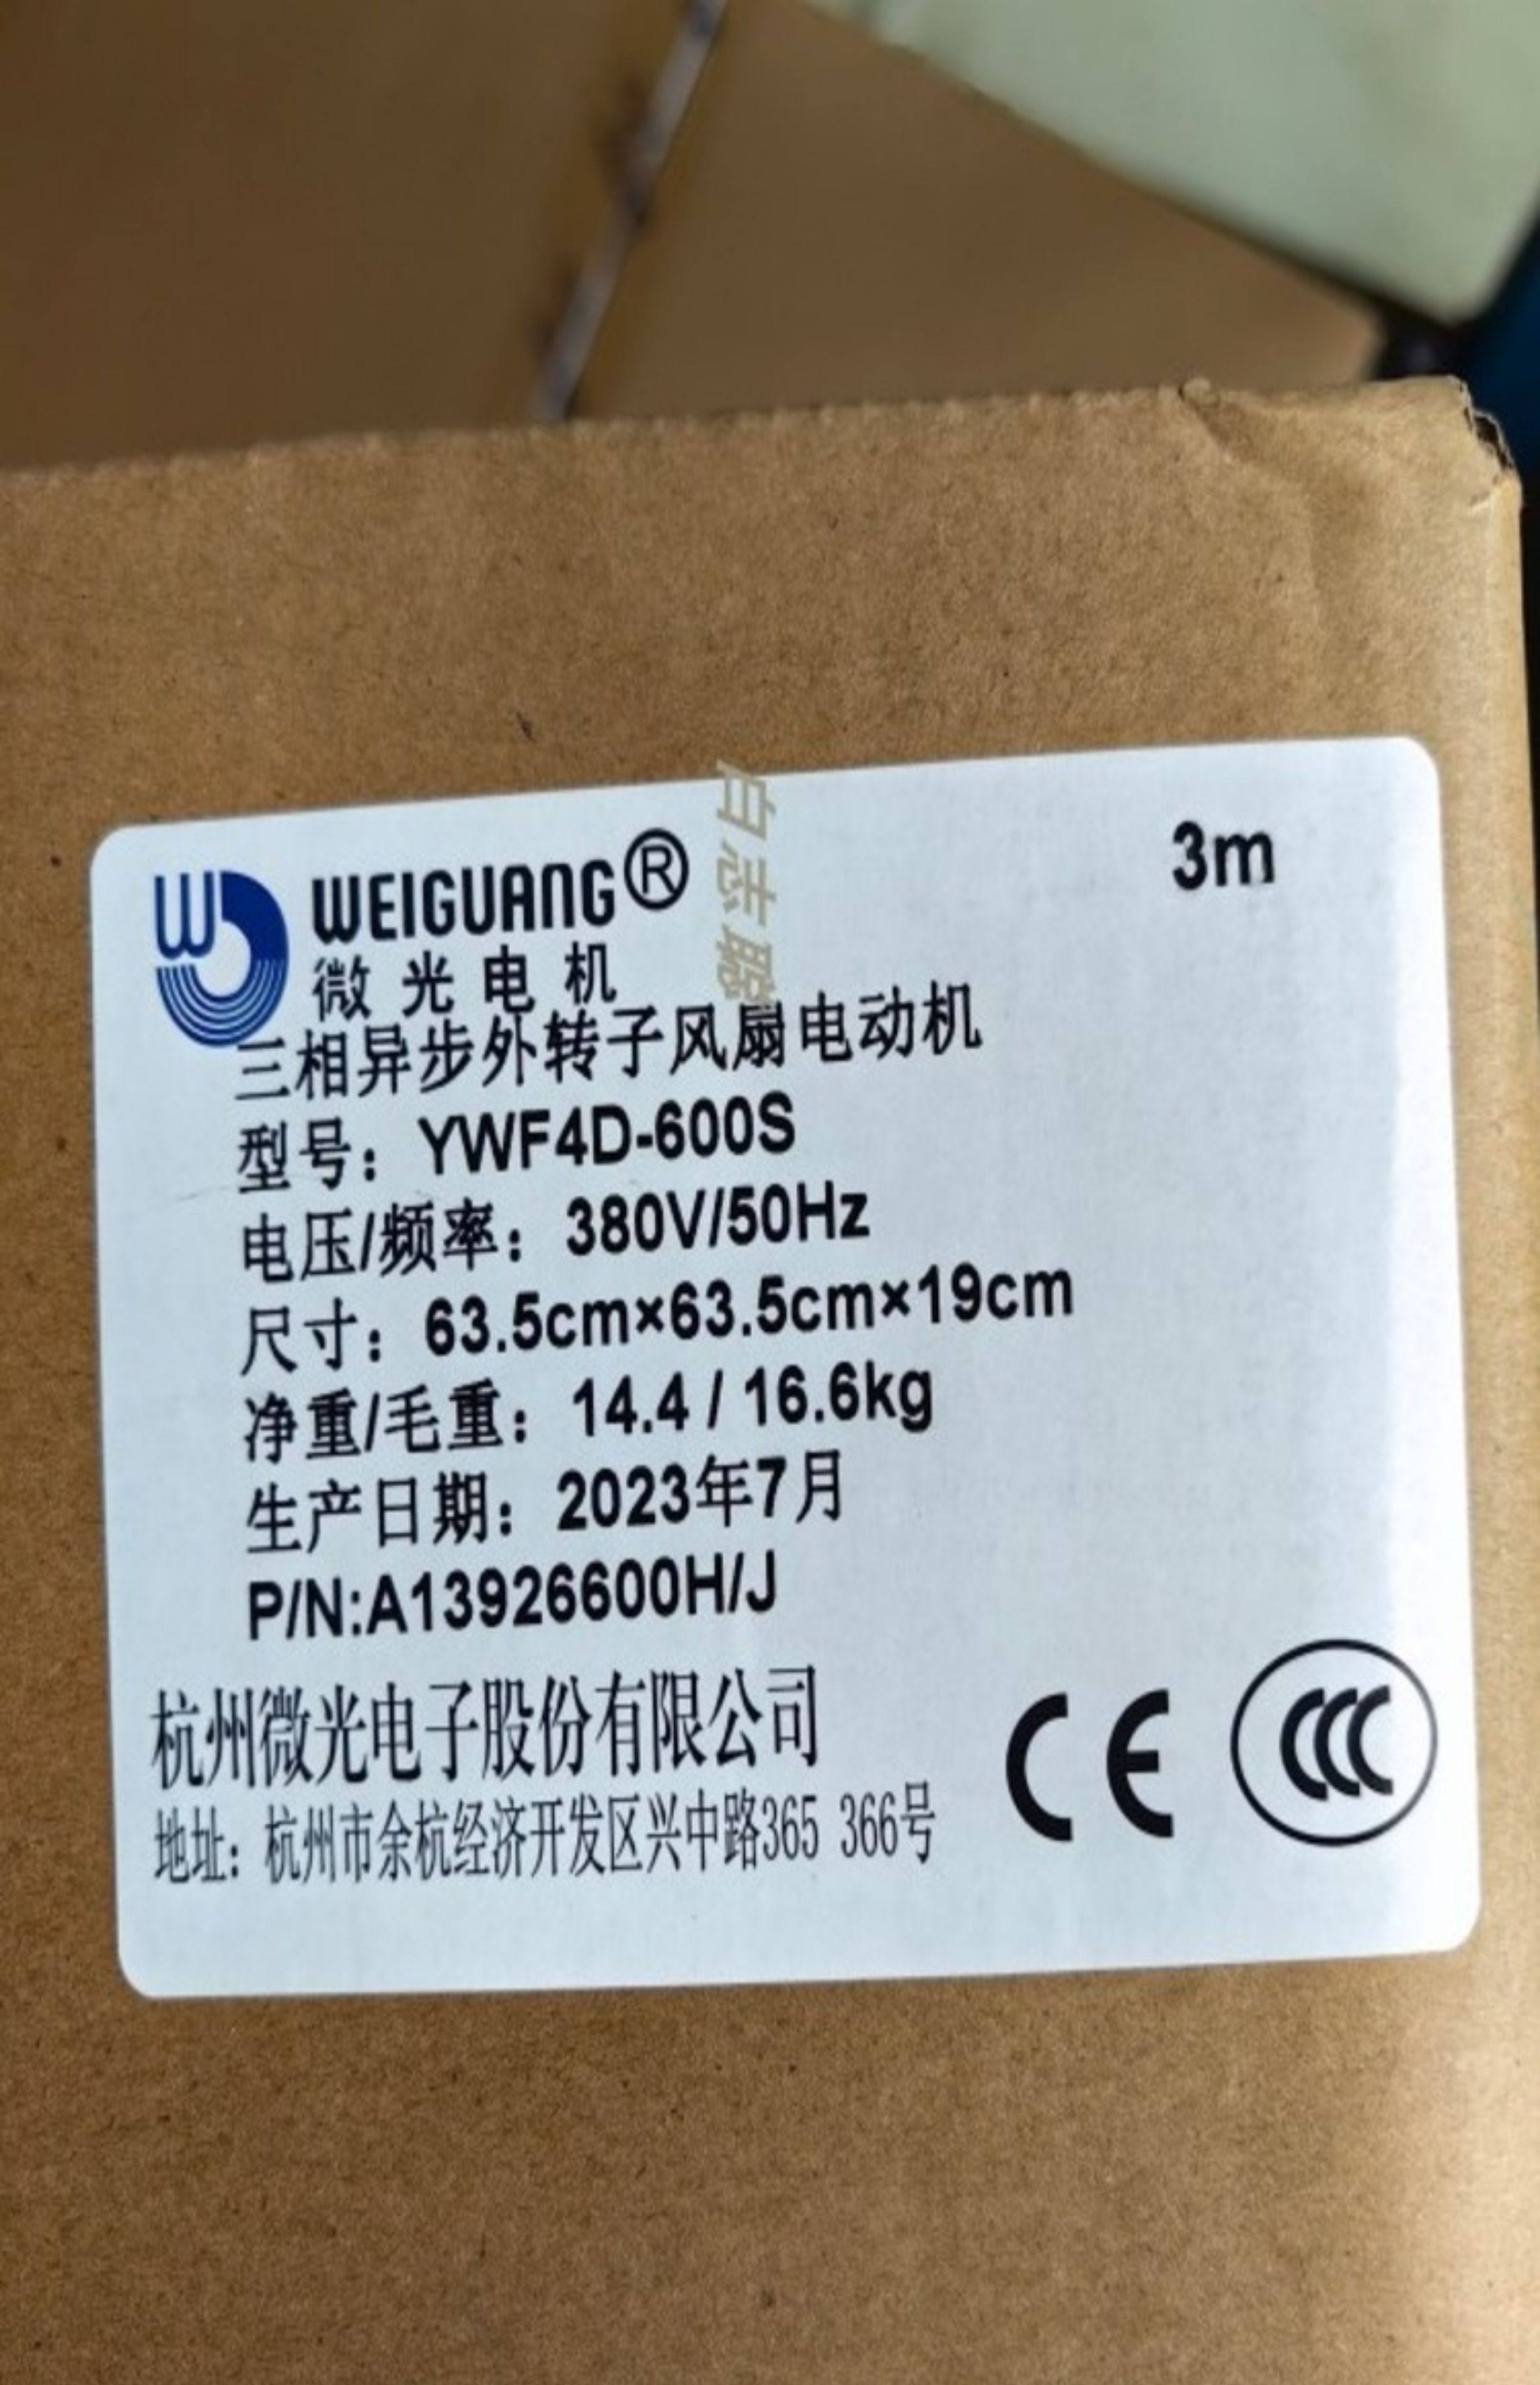 WEIGUANG®
3m
微光电机
三相异步外转子风扇电动机
型号：YWF4D-600S
电压/频率：380V/50Hz
尺寸：63.5cm×63.5cm×19cm
净重/毛重：14.4 / 16.6kg
生产日期：2023年7月
P/N:A13926600H/J
杭州微光电子股份有限公司
地址：杭州市余杭经济开发区兴中路365 366号
CE
CCC
白志聪